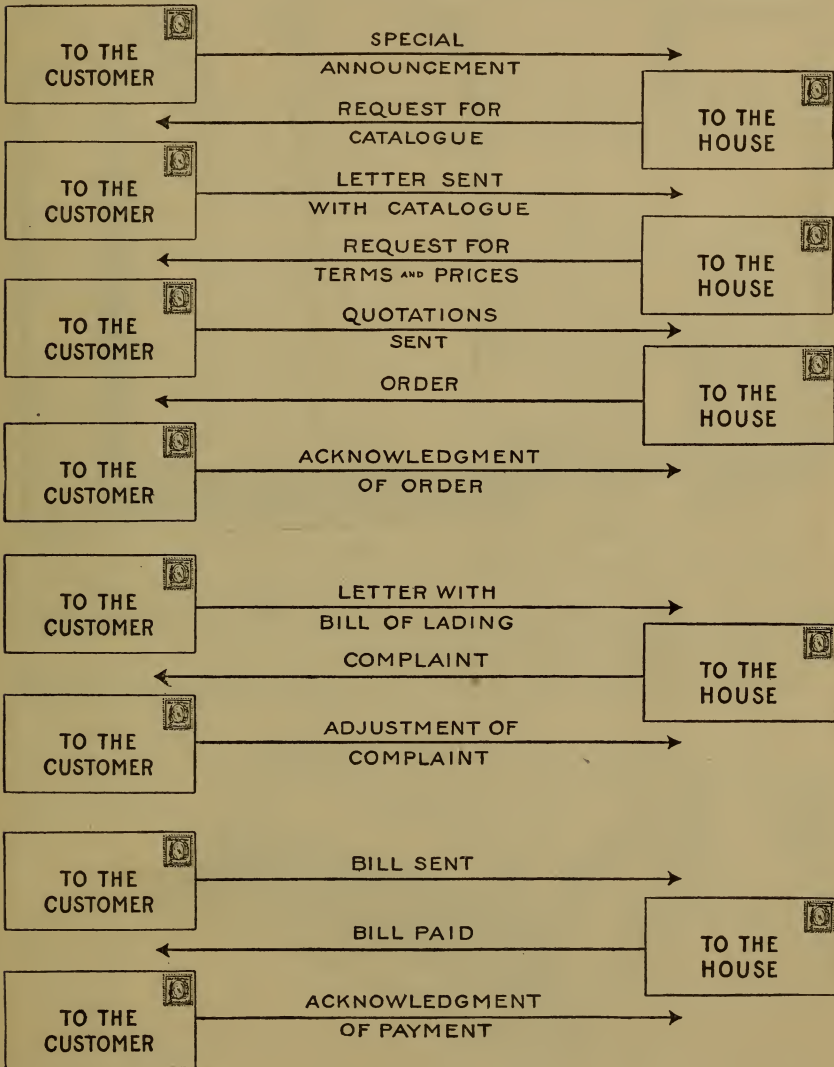 TO THE
CUSTOMER
SPECIAL
ANNOUNCEMENT
REQUEST FOR
CATALOGUE
TO THE
HOUSE
TO THE
CUSTOMER
LETTER SENT
WITH CATALOGUE
REQUEST FOR
TERMS AND PRICES
TO THE
HOUSE
TO THE
CUSTOMER
QUOTATIONS
SENT
ORDER
TO THE
HOUSE
TO THE
CUSTOMER
ACKNOWLEDGMENT
OF ORDER
TO THE
CUSTOMER
LETTER WITH
BILL OF LADING
COMPLAINT
TO THE
HOUSE
TO THE
CUSTOMER
ADJUSTMENT OF
COMPLAINT
TO THE
CUSTOMER
BILL SENT
BILL PAID
TO THE
HOUSE
TO THE
CUSTOMER
ACKNOWLEDGMENT
OF PAYMENT